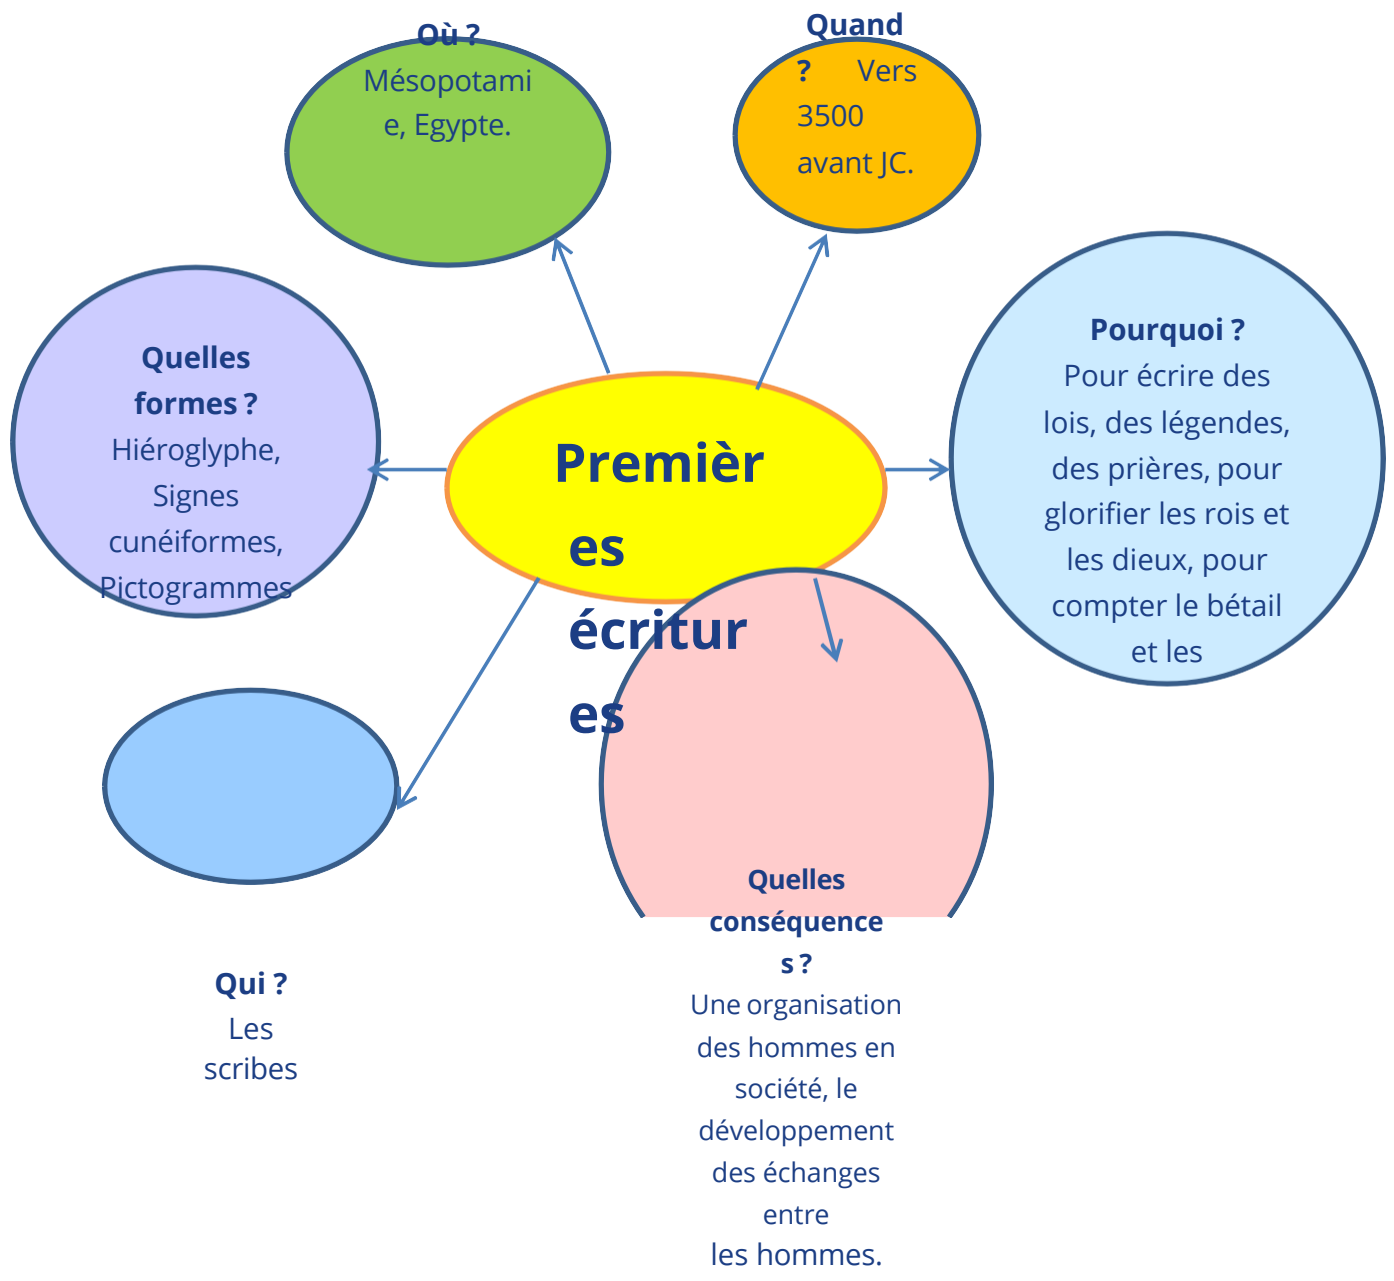 Où ?
Mésopotami
e, Egypte.
Quand
? Vers
3500
avant JC.
Quelles
formes ?
Hiéroglyphe,
Signes
cunéiformes,
Pictogrammes
Premièr
es
écritur
es
Pourquoi ?
Pour écrire des
lois, des légendes,
des prières, pour
glorifier les rois et
les dieux, pour
compter le bétail
et les
Qui ?
Les
scribes
Quelles
conséquence
s ?
Une organisation
des hommes en
société, le
développement
des échanges
entre
les hommes.